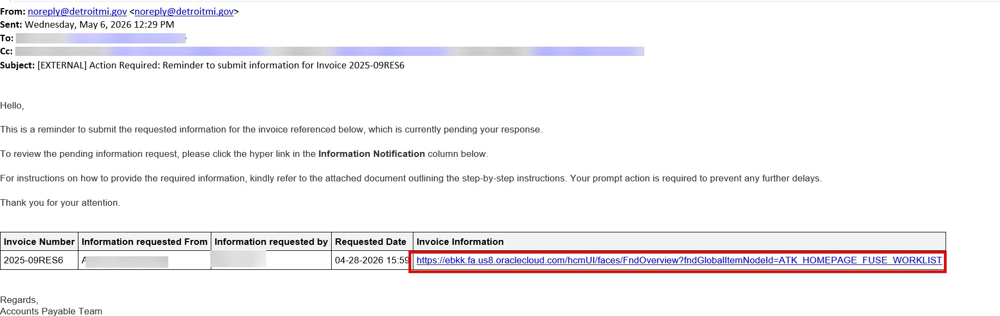 From: noreply@detroitmi.gov <noreply@detroitmi.gov>
Sent: Wednesday, May 6, 2026 12:29 PM
To:
Cc:
Subject: [EXTERNAL] Action Required: Reminder to submit information for Invoice 2025-09RES6
Hello,
This is a reminder to submit the requested information for the invoice referenced below, which is currently pending your response.
To review the pending information request, please click the hyper link in the Information Notification column below.
For instructions on how to provide the required information, kindly refer to the attached document outlining the step-by-step instructions. Your prompt action is required to prevent any further delays.
Thank you for your attention.
Invoice Number Information requested From Information requested by Requested Date Invoice Information
2025-09RES6 04-28-2026 15:59 https://ebkk.fa.us8.oraclecloud.com/hcmUI/faces/FndOverview?fndGlobalItemNodeId=ATK_HOMEPAGE_FUSE_WORKLIST
Regards,
Accounts Payable Team